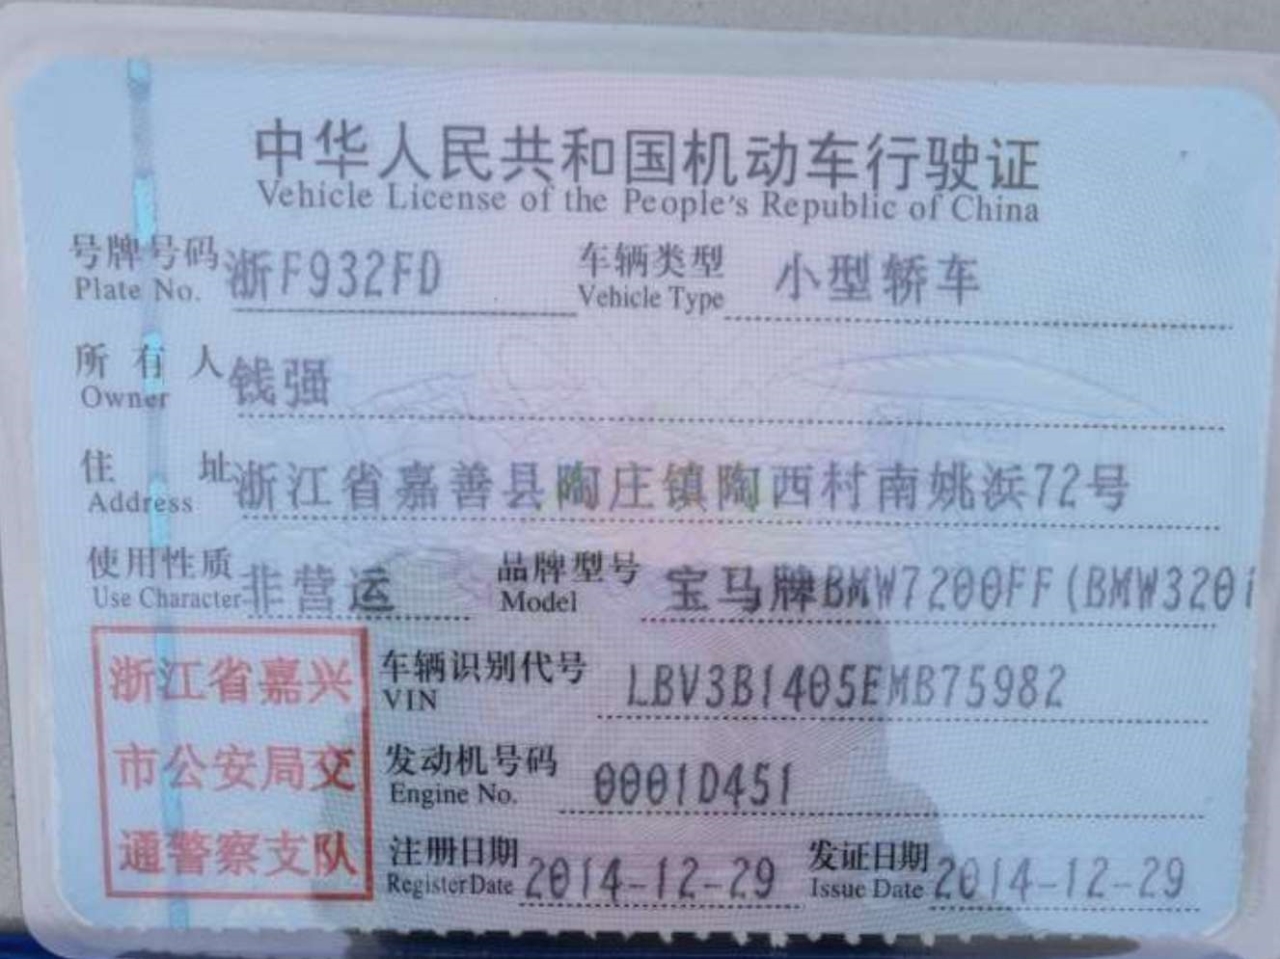 中华人民共和国机动车行驶证
Vehicle License of the People's Republic of China
号牌号码 浙F932FD 车辆类型 小型轿车
Plate No. Vehicle Type
所有人 钱强
Owner
住址 浙江省嘉善县陶庄镇陶西村南姚浜72号
Address
使用性质 非营运 品牌型号 宝马牌BMW7200FF(BMW320i
Use Character Model
浙江省嘉兴
市公安局交
通警察支队
车辆识别代号 LBV3B1405EMB75982
VIN
发动机号码 0001D451
Engine No.
注册日期 2014-12-29 发证日期 2014-12-29
Register Date Issue Date